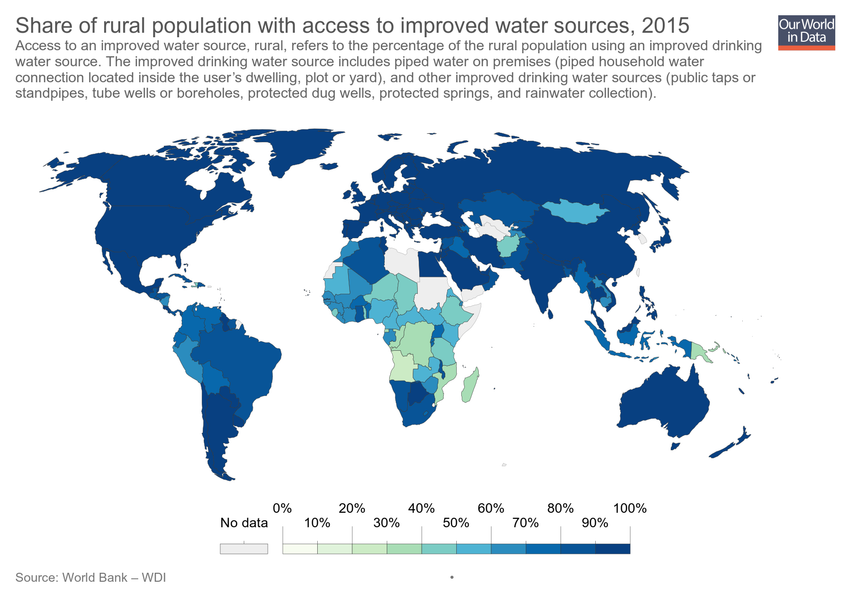 Share of rural population with access to improved water sources, 2015
Our World
in Data
Access to an improved water source, rural, refers to the percentage of the rural population using an improved drinking
water source. The improved drinking water source includes piped water on premises (piped household water
connection located inside the user's dwelling, plot or yard), and other improved drinking water sources (public taps or
standpipes, tube wells or boreholes, protected dug wells, protected springs, and rainwater collection).
0% 20% 40% 60% 80% 100%
No data 10% 30% 50% 70% 90%
Source: World Bank – WDI